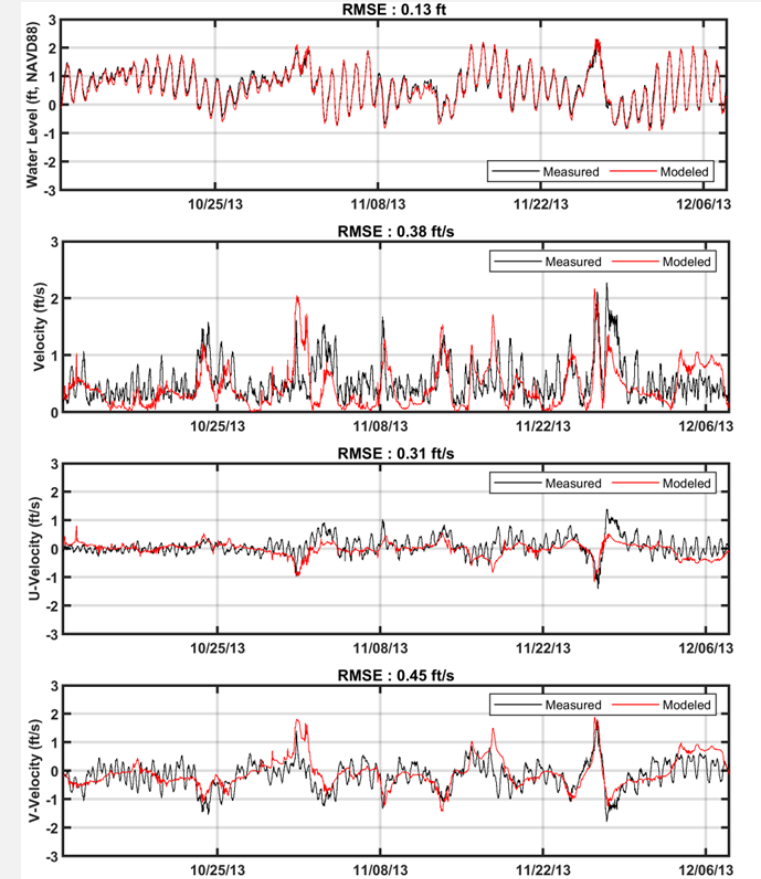 RMSE : 0.13 ft
Water Level (ft, NAVD88)
3
2
1
0
-1
-2
-3
Measured
Modeled
10/25/13
11/08/13
11/22/13
12/06/13
RMSE : 0.38 ft/s
Velocity (ft/s)
3
2
1
0
Measured
Modeled
10/25/13
11/08/13
11/22/13
12/06/13
RMSE : 0.31 ft/s
U-Velocity (ft/s)
3
2
1
0
-1
-2
-3
Measured
Modeled
10/25/13
11/08/13
11/22/13
12/06/13
RMSE : 0.45 ft/s
V-Velocity (ft/s)
3
2
1
0
-1
-2
-3
Measured
Modeled
10/25/13
11/08/13
11/22/13
12/06/13